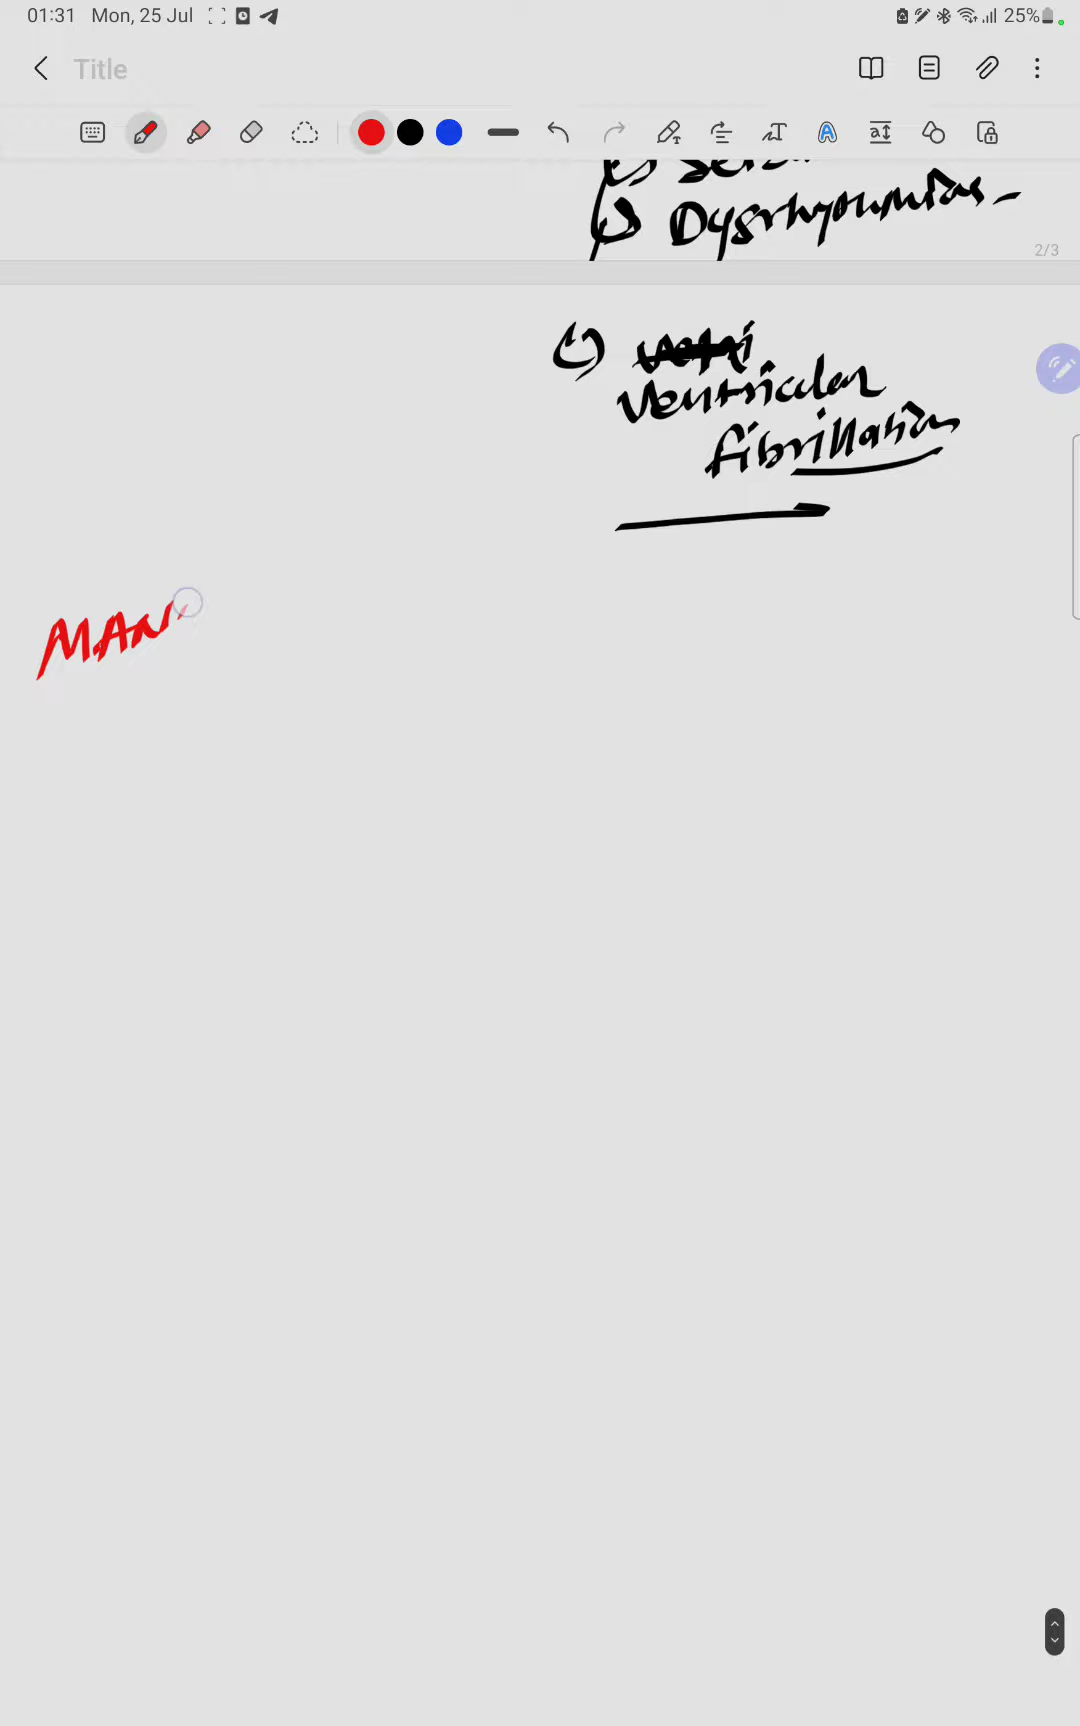 01:31 Mon, 25 Jul 25%
Title
Dysrhythmias -
2/3
Ventricular
fibrillation
MAN